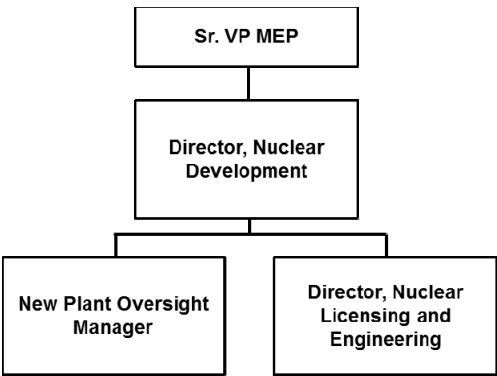 Sr. VP MEP
Director, Nuclear
Development
New Plant Oversight
Manager
Director, Nuclear
Licensing and
Engineering